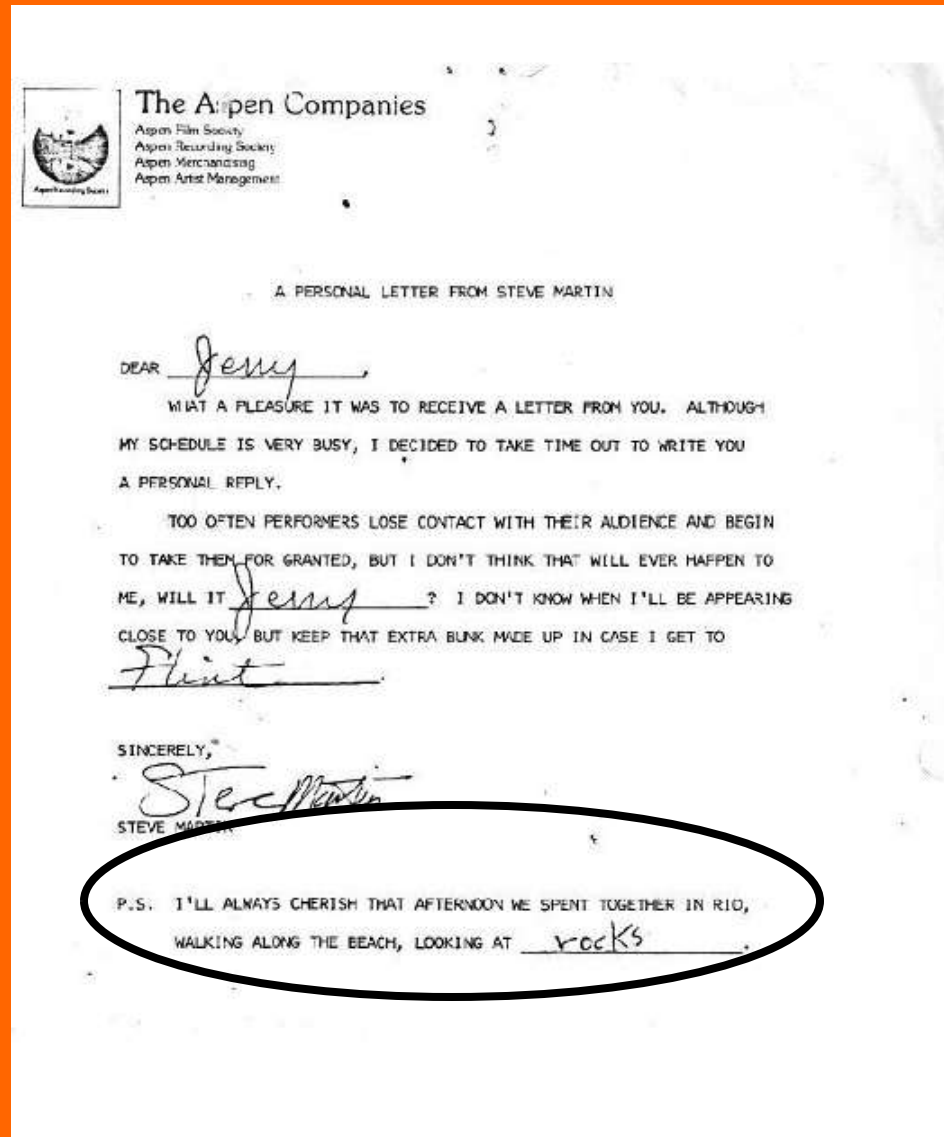 The Aspen Companies
Aspen Film Society
Aspen Recording Society
Aspen Merchandising
Aspen Artist Management
Aspen Recording Society
A PERSONAL LETTER FROM STEVE MARTIN
DEAR Jerry,
WHAT A PLEASURE IT WAS TO RECEIVE A LETTER FROM YOU. ALTHOUGH
MY SCHEDULE IS VERY BUSY, I DECIDED TO TAKE TIME OUT TO WRITE YOU
A PERSONAL REPLY.
TOO OFTEN PERFORMERS LOSE CONTACT WITH THEIR AUDIENCE AND BEGIN
TO TAKE THEM FOR GRANTED, BUT I DON'T THINK THAT WILL EVER HAPPEN TO
ME, WILL IT Jerry? I DON'T KNOW WHEN I'LL BE APPEARING
CLOSE TO YOU, BUT KEEP THAT EXTRA BUNK MADE UP IN CASE I GET TO
Flint.
SINCERELY,
Steve Martin
STEVE MARTIN
P.S. I'LL ALWAYS CHERISH THAT AFTERNOON WE SPENT TOGETHER IN RIO,
WALKING ALONG THE BEACH, LOOKING AT rocks.